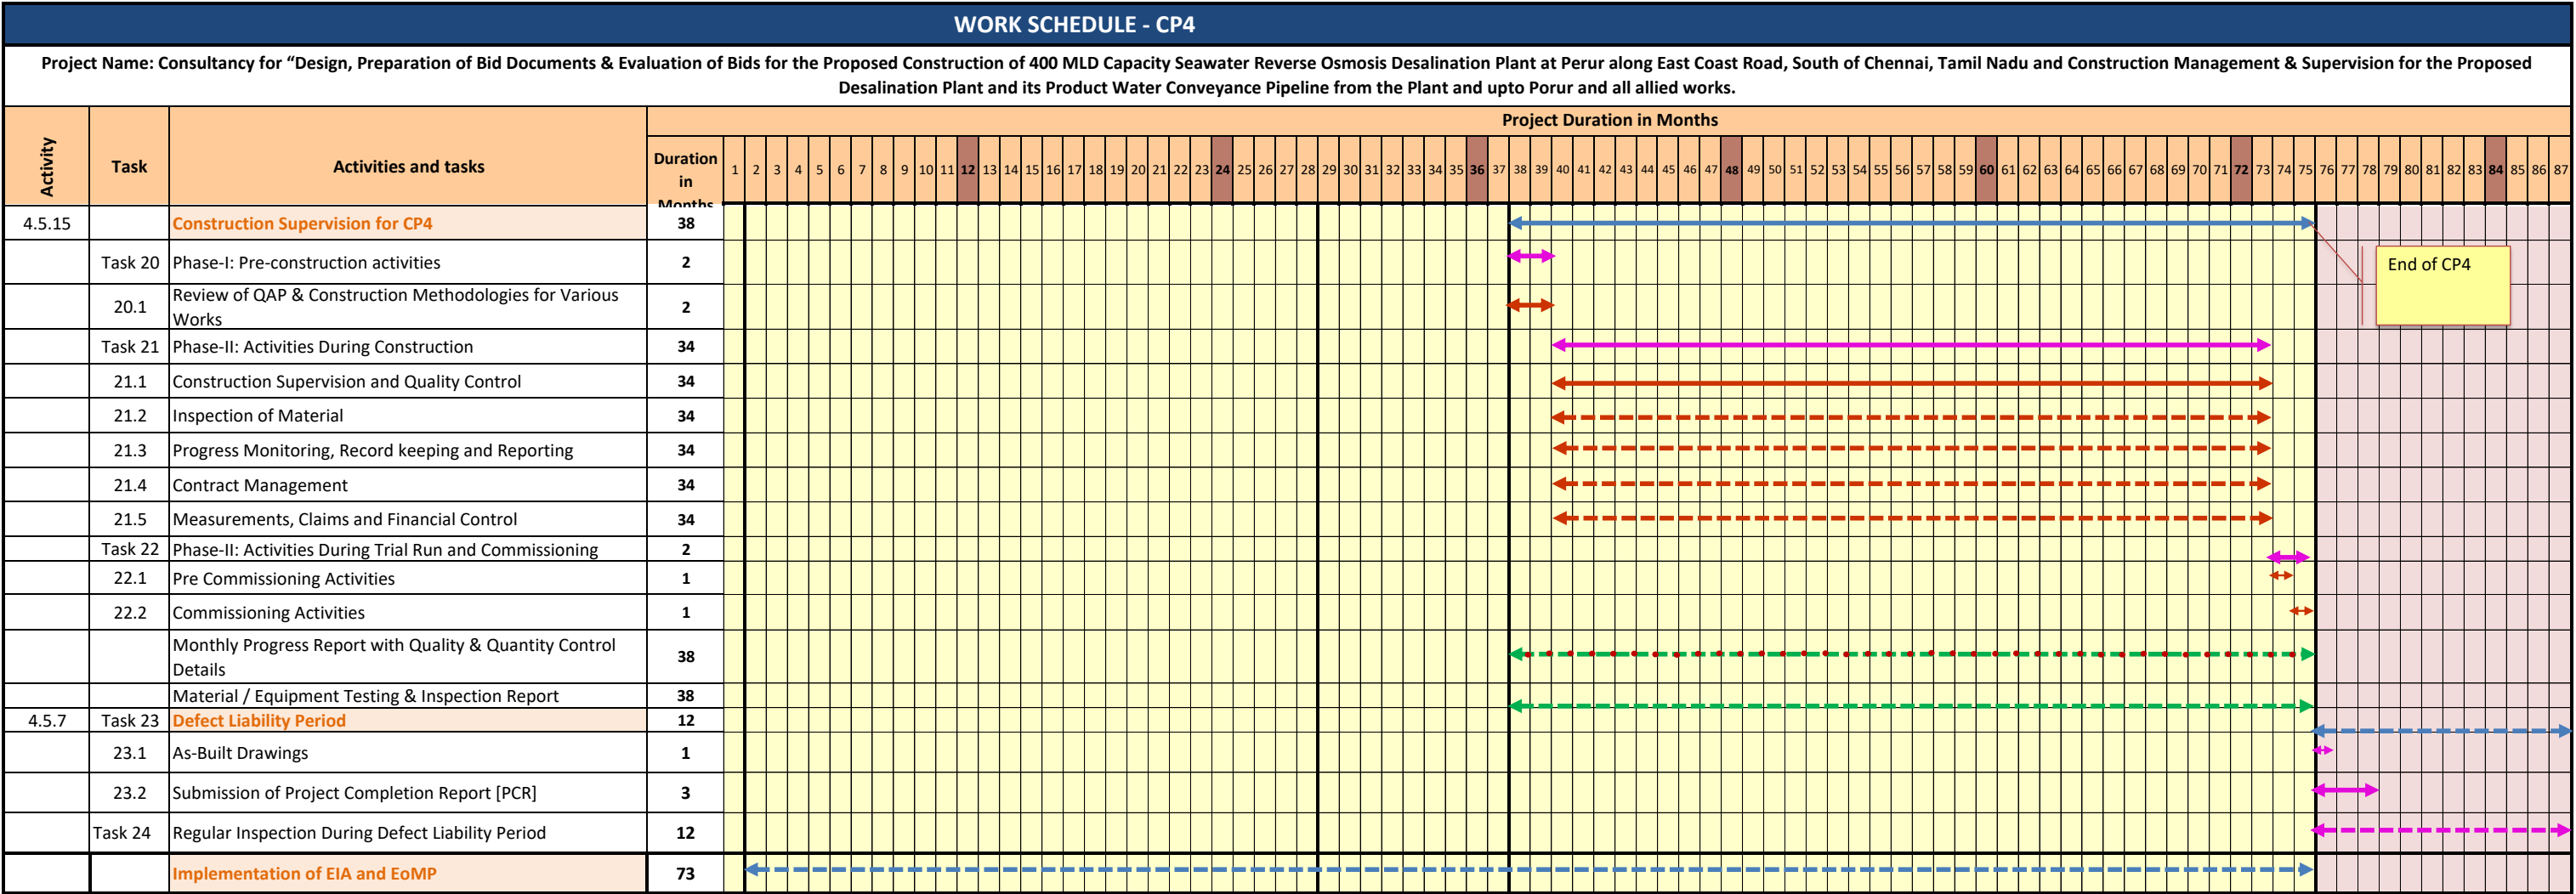 WORK SCHEDULE - CP4
Project Name: Consultancy for “Design, Preparation of Bid Documents & Evaluation of Bids for the Proposed Construction of 400 MLD Capacity Seawater Reverse Osmosis Desalination Plant at Perur along East Coast Road, South of Chennai, Tamil Nadu and Construction Management & Supervision for the Proposed
Desalination Plant and its Product Water Conveyance Pipeline from the Plant and upto Porur and all allied works.
Activity Task Activities and tasks Project Duration in Months
Duration
in
Months
1 2 3 4 5 6 7 8 9 10 11 12 13 14 15 16 17 18 19 20 21 22 23 24 25 26 27 28 29 30 31 32 33 34 35 36 37 38 39 40 41 42 43 44 45 46 47 48 49 50 51 52 53 54 55 56 57 58 59 60 61 62 63 64 65 66 67 68 69 70 71 72 73 74 75 76 77 78 79 80 81 82 83 84 85 86 87
4.5.15 Construction Supervision for CP4 38
Task 20 Phase-I: Pre-construction activities 2
End of CP4
20.1 Review of QAP & Construction Methodologies for Various
Works 2
Task 21 Phase-II: Activities During Construction 34
21.1 Construction Supervision and Quality Control 34
21.2 Inspection of Material 34
21.3 Progress Monitoring, Record keeping and Reporting 34
21.4 Contract Management 34
21.5 Measurements, Claims and Financial Control 34
Task 22 Phase-II: Activities During Trial Run and Commissioning 2
22.1 Pre Commissioning Activities 1
22.2 Commissioning Activities 1
Monthly Progress Report with Quality & Quantity Control
Details 38
Material / Equipment Testing & Inspection Report 38
4.5.7 Task 23 Defect Liability Period 12
23.1 As-Built Drawings 1
23.2 Submission of Project Completion Report [PCR] 3
Task 24 Regular Inspection During Defect Liability Period 12
Implementation of EIA and EoMP 73